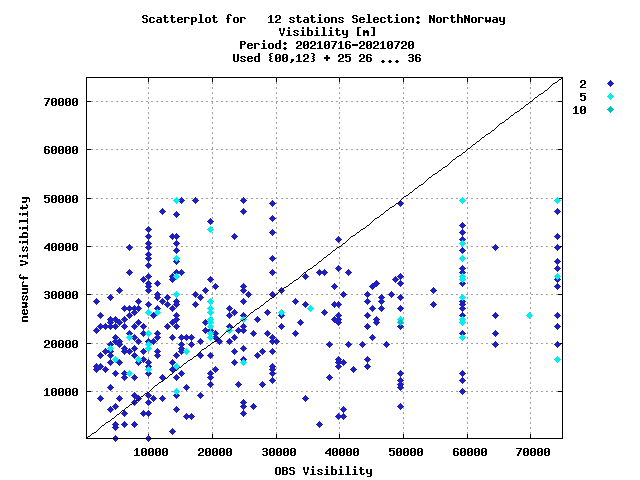 Scatterplot for 12 stations Selection: NorthNorway
Visibility [m]
Period: 20210716-20210720
Used {00,12} + 25 26 ... 36
2
5
10
70000
60000
50000
40000
30000
20000
10000
newsurf Visibility
10000 20000 30000 40000 50000 60000 70000
OBS Visibility